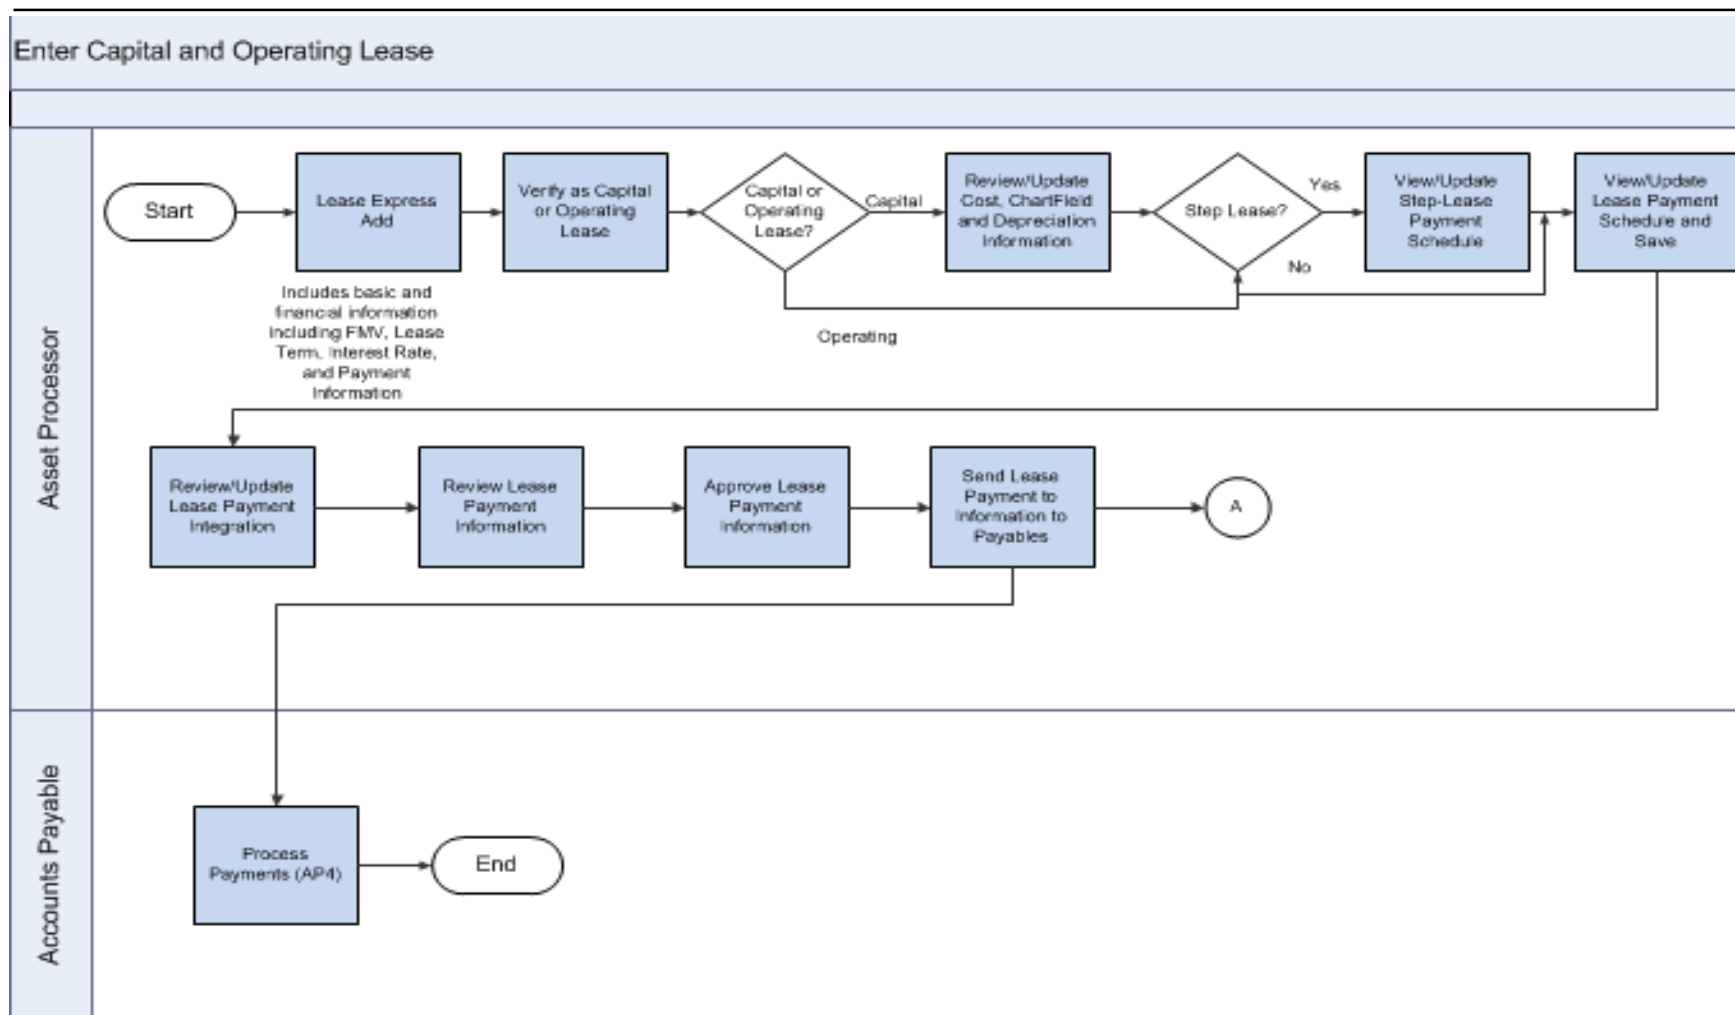 Enter Capital and Operating Lease
Asset Processor
Start
Lease Express
Add
Includes basic and
financial information
including FMV, Lease
Term, Interest Rate,
and Payment
Information
Verify as Capital
or Operating
Lease
Capital or
Operating
Lease?
Capital
Operating
Review/Update
Cost, ChartField
and Depreciation
Information
Step Lease?
Yes
No
View/Update
Step-Lease
Payment
Schedule
View/Update
Lease Payment
Schedule and
Save
Review/Update
Lease Payment
Integration
Review Lease
Payment
Information
Approve Lease
Payment
Information
Send Lease
Payment to
Information to
Payables
A
Accounts Payable
Process
Payments (AP4)
End